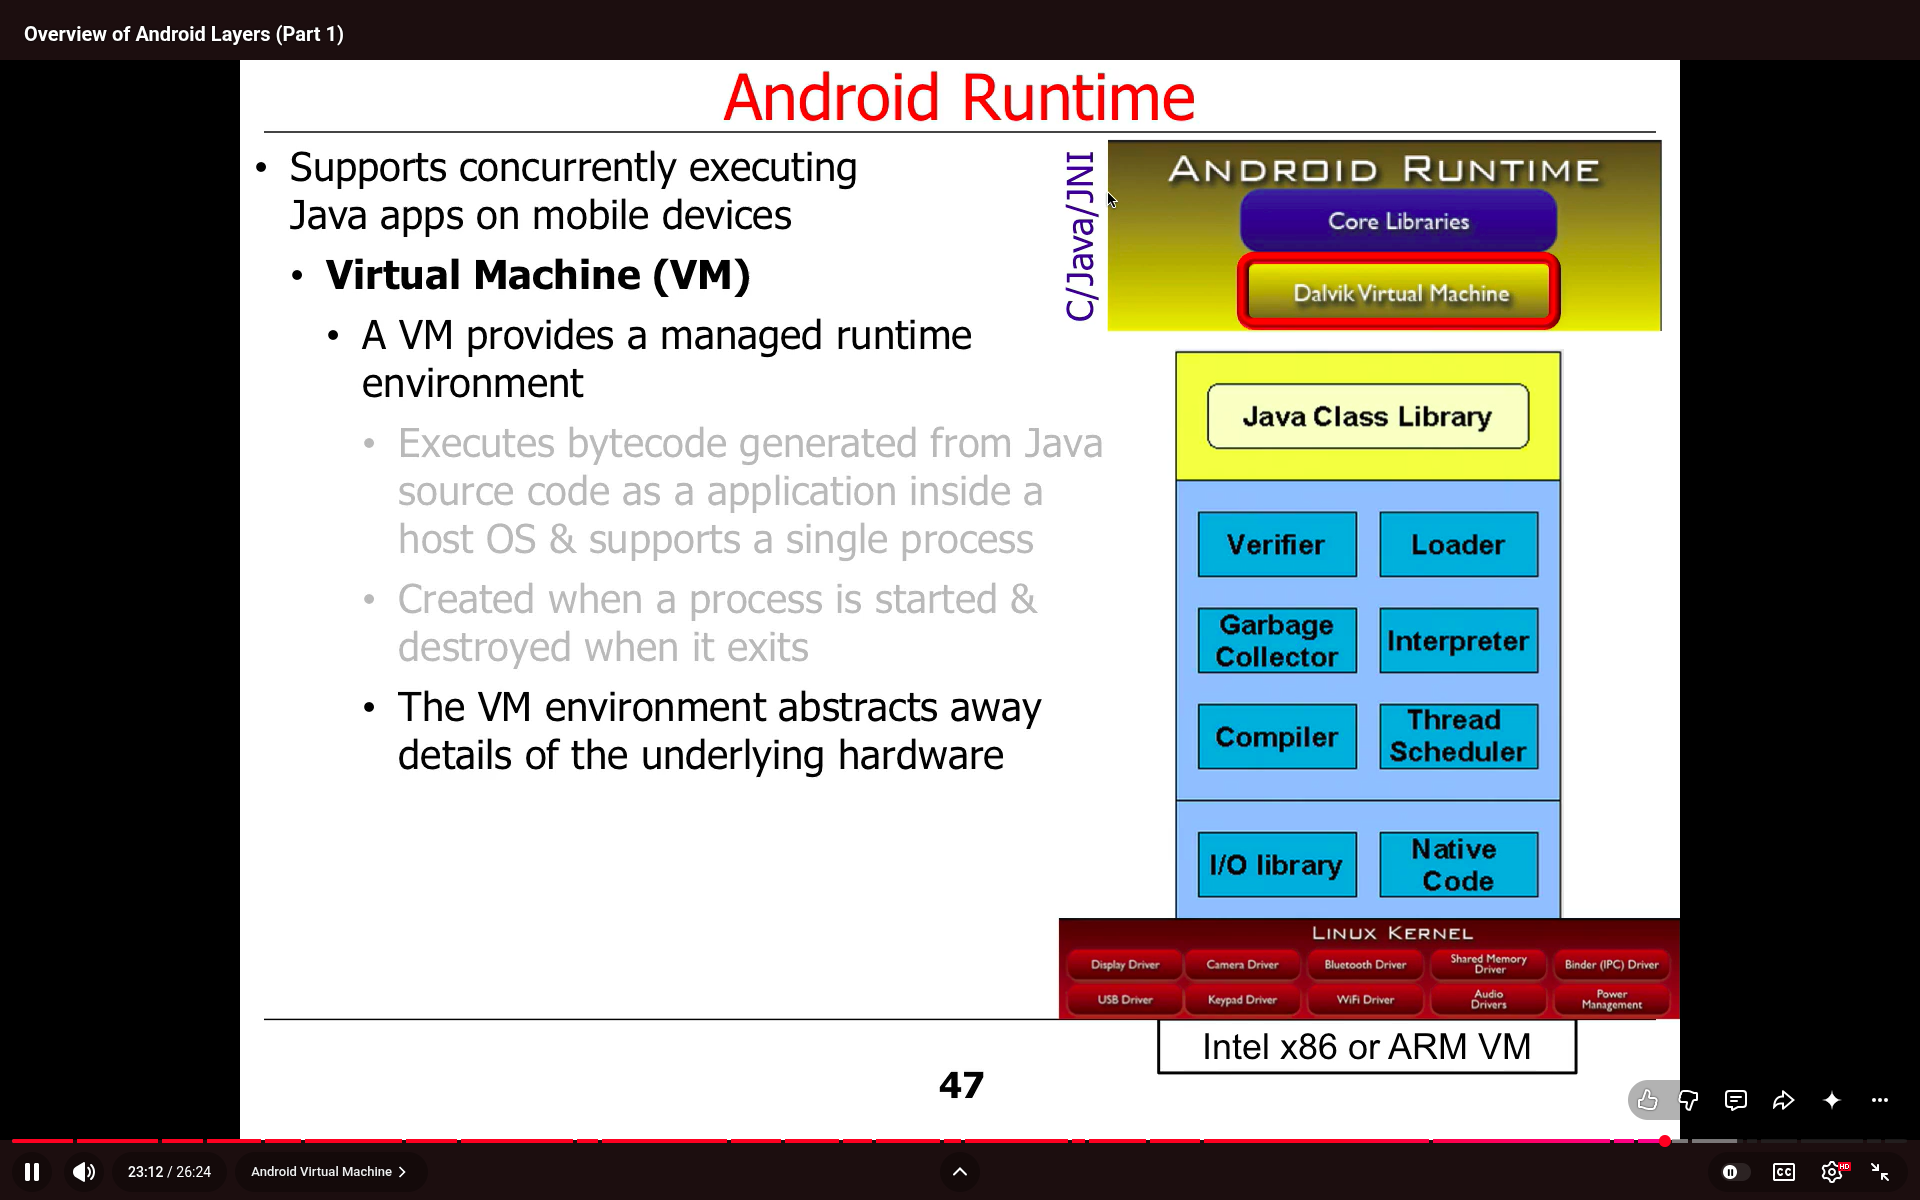 Overview of Android Layers (Part 1)
Android Runtime
• Supports concurrently executing
Java apps on mobile devices
• Virtual Machine (VM)
• A VM provides a managed runtime
environment
• Executes bytecode generated from Java
source code as a application inside a
host OS & supports a single process
• Created when a process is started &
destroyed when it exits
• The VM environment abstracts away
details of the underlying hardware
C/Java/JNI
ANDROID RUNTIME
Core Libraries
Dalvik Virtual Machine
Java Class Library
Verifier
Loader
Garbage
Collector
Interpreter
Compiler
Thread
Scheduler
I/O library
Native
Code
LINUX KERNEL
Display Driver
Camera Driver
Bluetooth Driver
Shared Memory
Driver
Binder (IPC) Driver
USB Driver
Keypad Driver
WiFi Driver
Audio
Drivers
Power
Management
Intel x86 or ARM VM
47
23:12 / 26:24
Android Virtual Machine
CC
HD